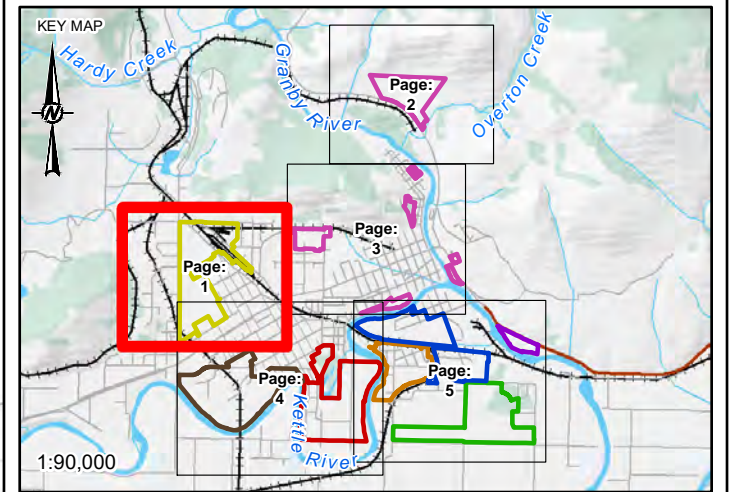 KEY MAP
Hardy Creek
N
Granby River
Overton Creek
Page:
2
Page:
3
Page:
1
Page:
4
Page:
5
Kettle River
1:90,000